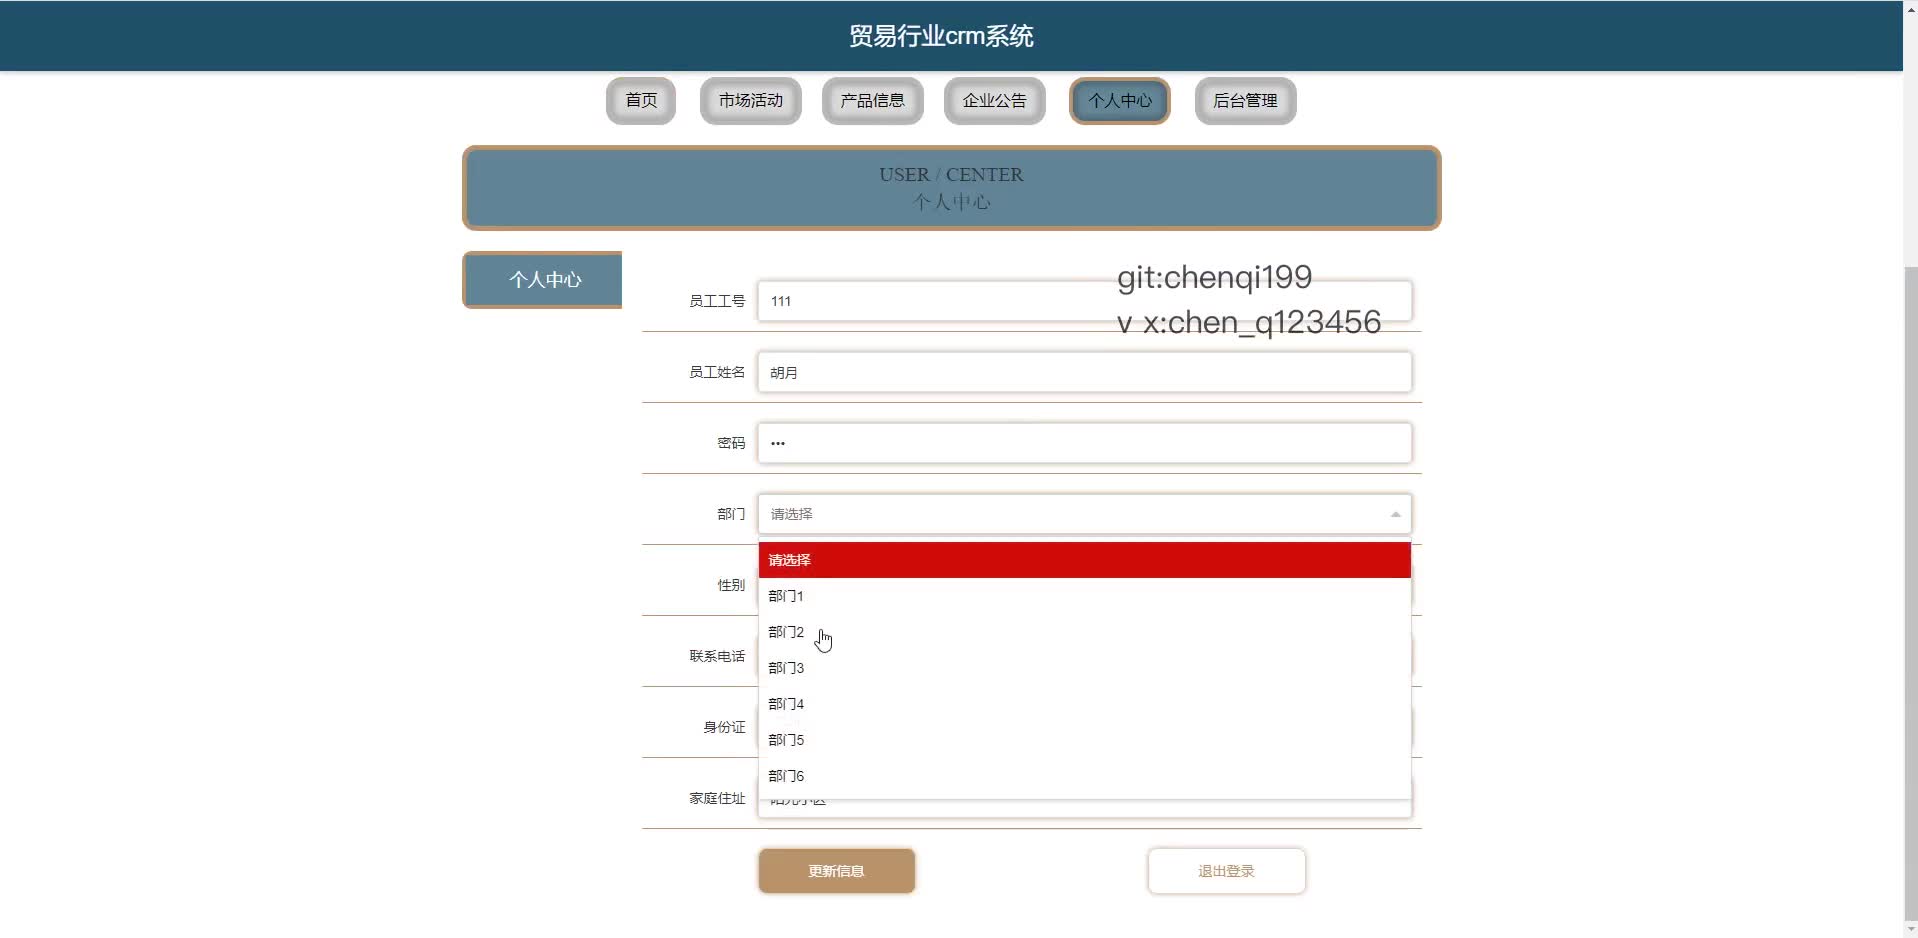 贸易行业crm系统
首页
市场活动
产品信息
企业公告
个人中心
后台管理
USER / CENTER
个人中心
个人中心
git:chenqi199
v x:chen_q123456
员工工号
111
员工姓名
胡月
密码
•••
部门
请选择
请选择
部门1
部门2
部门3
部门4
部门5
部门6
性别
联系电话
身份证
家庭住址
更新信息
退出登录